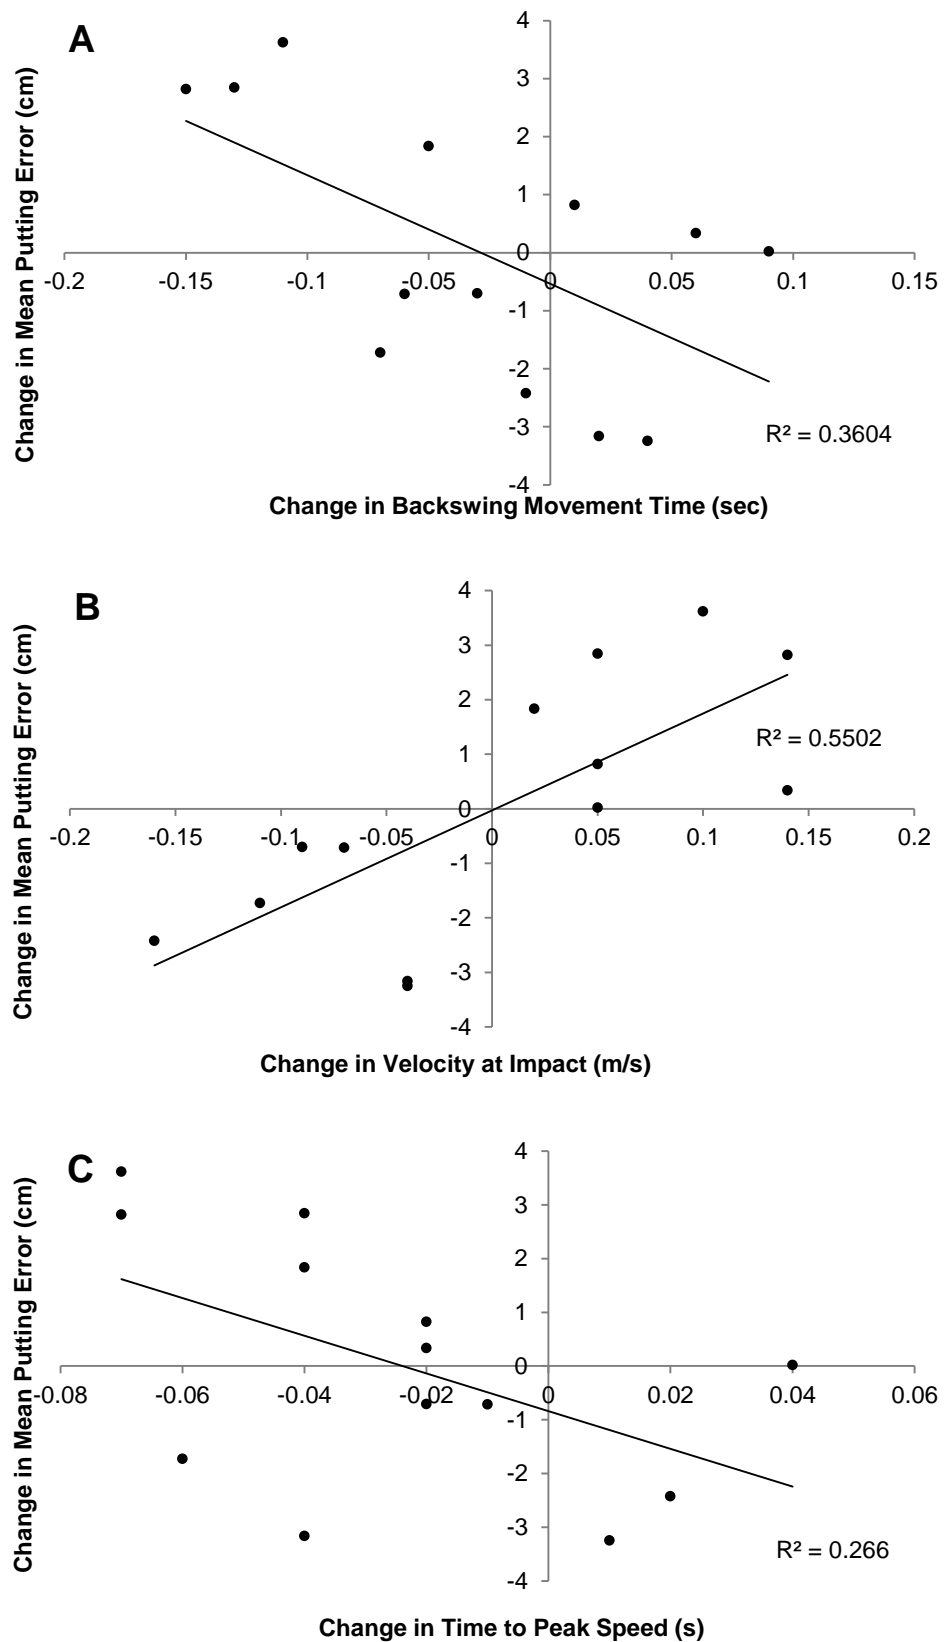 A
Change in Mean Putting Error (cm)
4
3
2
1
0
-0.2 -0.15 -0.1 -0.05 0 0.05 0.1 0.15
-1
-2
-3
R² = 0.3604
-4
Change in Backswing Movement Time (sec)
B
Change in Mean Putting Error (cm)
4
3
2
R² = 0.5502
1
0
-0.2 -0.15 -0.1 -0.05 0 0.05 0.1 0.15 0.2
-1
-2
-3
-4
Change in Velocity at Impact (m/s)
C
Change in Mean Putting Error (cm)
4
3
2
1
0
-0.08 -0.06 -0.04 -0.02 0 0.02 0.04 0.06
-1
-2
-3
R² = 0.266
-4
Change in Time to Peak Speed (s)